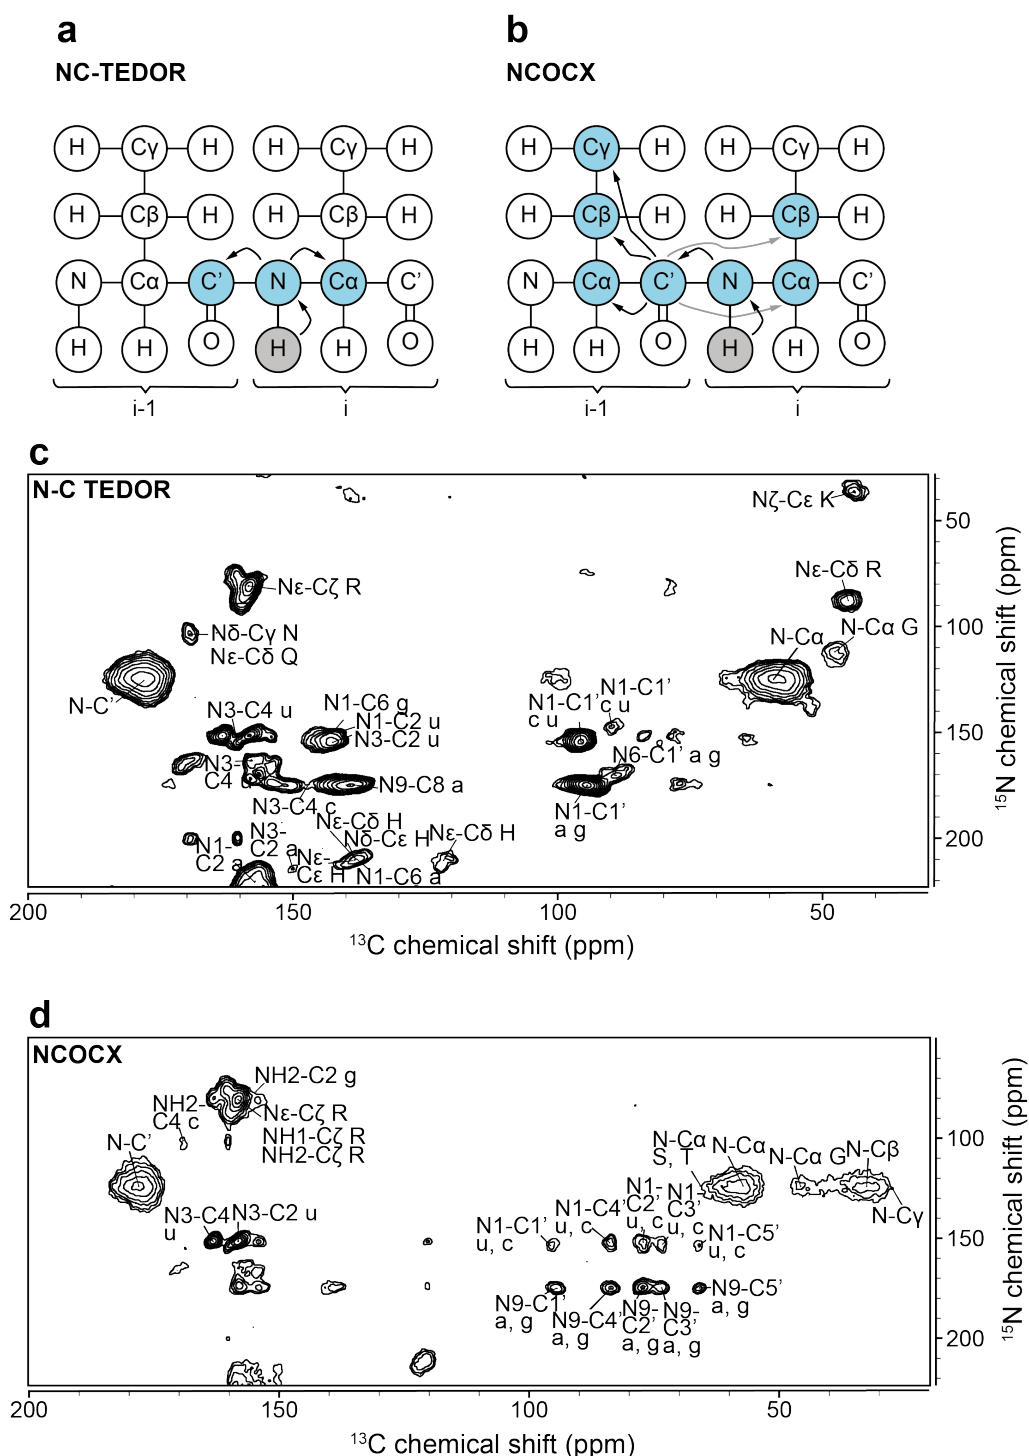 a
b
NC-TEDOR
NCOCX
H Cγ H H Cγ H
H Cγ H H Cγ H
H Cβ H H Cβ H
H Cβ H H Cβ H
N Cα C' N Cα C'
N Cα C' N Cα C'
H H O H H O
H H O H H O
i-1
i
i-1
i
c
N-C TEDOR
Nζ-Cε K
Nε-Cδ R
Nε-Cζ R
Nδ-Cγ N
Nε-Cδ Q
N-Cα
N-Cα G
N-C'
N3-C4 u
N1-C6 g
N1-C2 u
N3-C2 u
N1-C1'
c u
N1-C1'
c u
N3-
C4 u
N6-C1' a g
N9-C8 a
N3-C4 c
N1-C1'
a g
Nε-Cδ H
Nδ-Cε H
Nε-Cδ H
N1-
C2 a
N3-
C2 a
Nε-
Cε H
N1-C6 a
50
100
150
200
15N chemical shift (ppm)
200
150
100
50
13C chemical shift (ppm)
d
NCOCX
NH2-C2 g
NH2-
C4 c
Nε-Cζ R
NH1-Cζ R
NH2-Cζ R
N-C'
N-Cα
S, T
N-Cα
N-Cα G
N-Cβ
N-Cγ
N3-C4
u
N3-C2 u
N1-C1'
u, c
N1-C4'
u, c
N1-
C2'
u, c
N1-
C3'
u, c
N1-C5'
u, c
N9-C1'
a, g
N9-C4'
a, g
N9-
C2'
a, g
N9-
C3'
a, g
N9-C5'
a, g
100
150
200
15N chemical shift (ppm)
200
150
100
50
13C chemical shift (ppm)